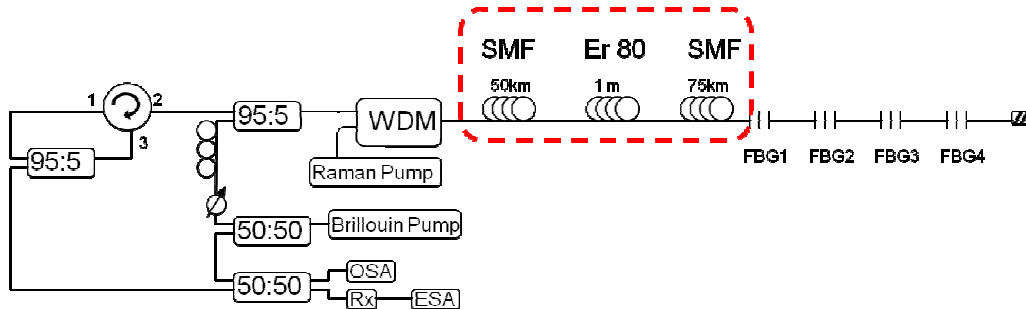 SMF Er 80 SMF
50km 1 m 75km
1 2
3
95:5
WDM
95:5
FBG1 FBG2 FBG3 FBG4
Raman Pump
50:50
Brillouin Pump
50:50
OSA
Rx
ESA